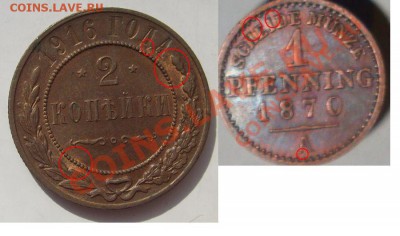 COINS.LAVE.RU
1916 ГОДА
* 2 *
КОПѢЙКИ
SCHEIDE MÜNZE
1
PFENNING
1870
A